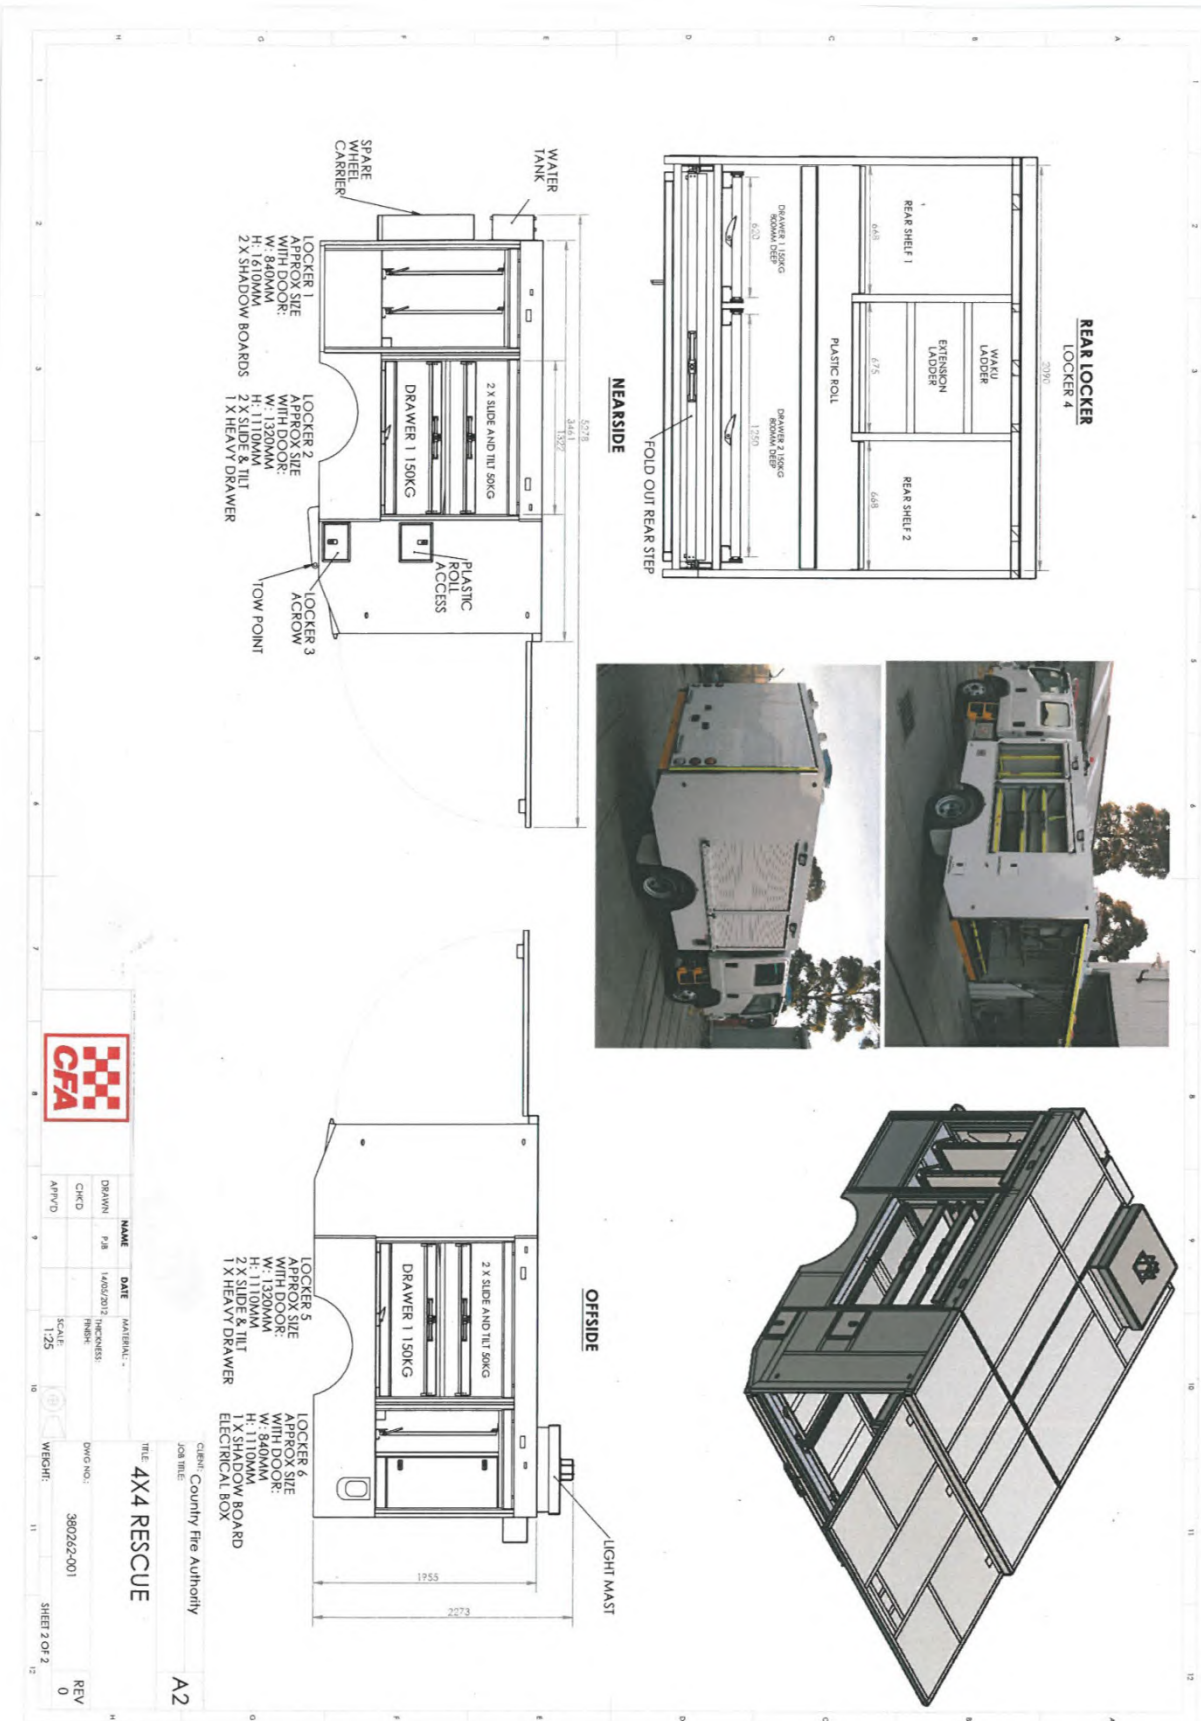 REAR LOCKER
LOCKER 4
2090
REAR SHELF 1
WAKU
LADDER
EXTENSION
LADDER
REAR SHELF 2
668
675
668
PLASTIC ROLL
DRAWER 1 150KG
800MM DEEP
DRAWER 2 150KG
800MM DEEP
620
1250
FOLD OUT REAR STEP
NEARSIDE
5278
3461
1322
WATER
TANK
SPARE
WHEEL
CARRIER
2 X SLIDE AND TILT 50KG
DRAWER 1 150KG
PLASTIC
ROLL
ACCESS
LOCKER 3
ACROW
TOW POINT
LOCKER 1
APPROX SIZE
WITH DOOR:
W: 840MM
H: 1610MM
2 X SHADOW BOARDS
LOCKER 2
APPROX SIZE
WITH DOOR:
W: 1320MM
H: 1110MM
2 X SLIDE & TILT
1 X HEAVY DRAWER
OFFSIDE
LIGHT MAST
2 X SLIDE AND TILT 50KG
DRAWER 1 150KG
1955
2273
LOCKER 5
APPROX SIZE
WITH DOOR:
W: 1320MM
H: 1110MM
2 X SLIDE & TILT
1 X HEAVY DRAWER
LOCKER 6
APPROX SIZE
WITH DOOR:
W: 840MM
H: 1110MM
1 X SHADOW BOARD
ELECTRICAL BOX
CFA
NAME
DATE
DRAWN
PJB
14/05/2012
CHK'D
APPV'D
MATERIAL: -
THICKNESS:
FINISH:
SCALE:
1:25
CLIENT: Country Fire Authority
JOB TITLE:
TITLE:
4X4 RESCUE
DWG NO.:
380262-001
WEIGHT:
SHEET 2 OF 2
A2
REV
0